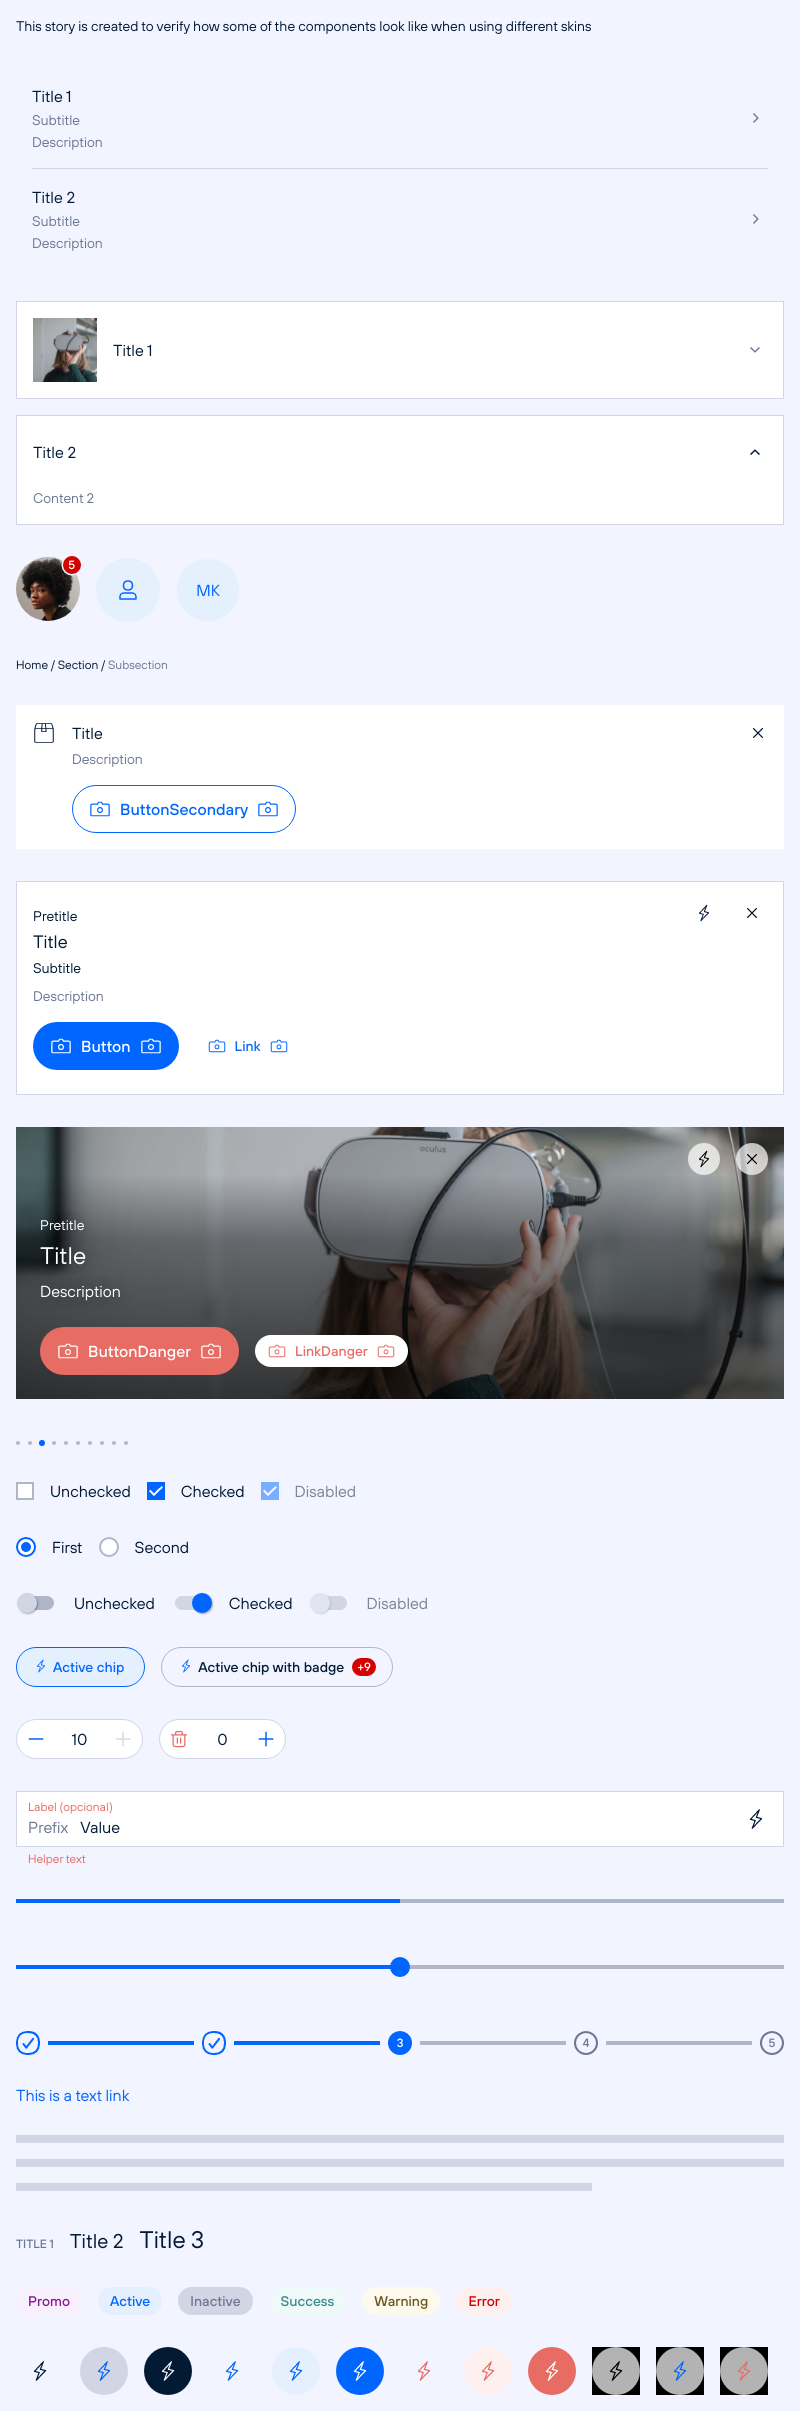 This story is created to verify how some of the components look like when using different skins
Title 1
Subtitle
Description
Title 2
Subtitle
Description
Title 1
Title 2
Content 2
5
MK
Home / Section / Subsection
Title
Description
ButtonSecondary
Pretitle
Title
Subtitle
Description
Button Link
oculus
Pretitle
Title
Description
ButtonDanger LinkDanger
Unchecked Checked Disabled
First Second
Unchecked Checked Disabled
Active chip Active chip with badge +9
10 0
Label (opcional)
Prefix Value
Helper text
3 4 5
This is a text link
TITLE 1 Title 2 Title 3
Promo Active Inactive Success Warning Error